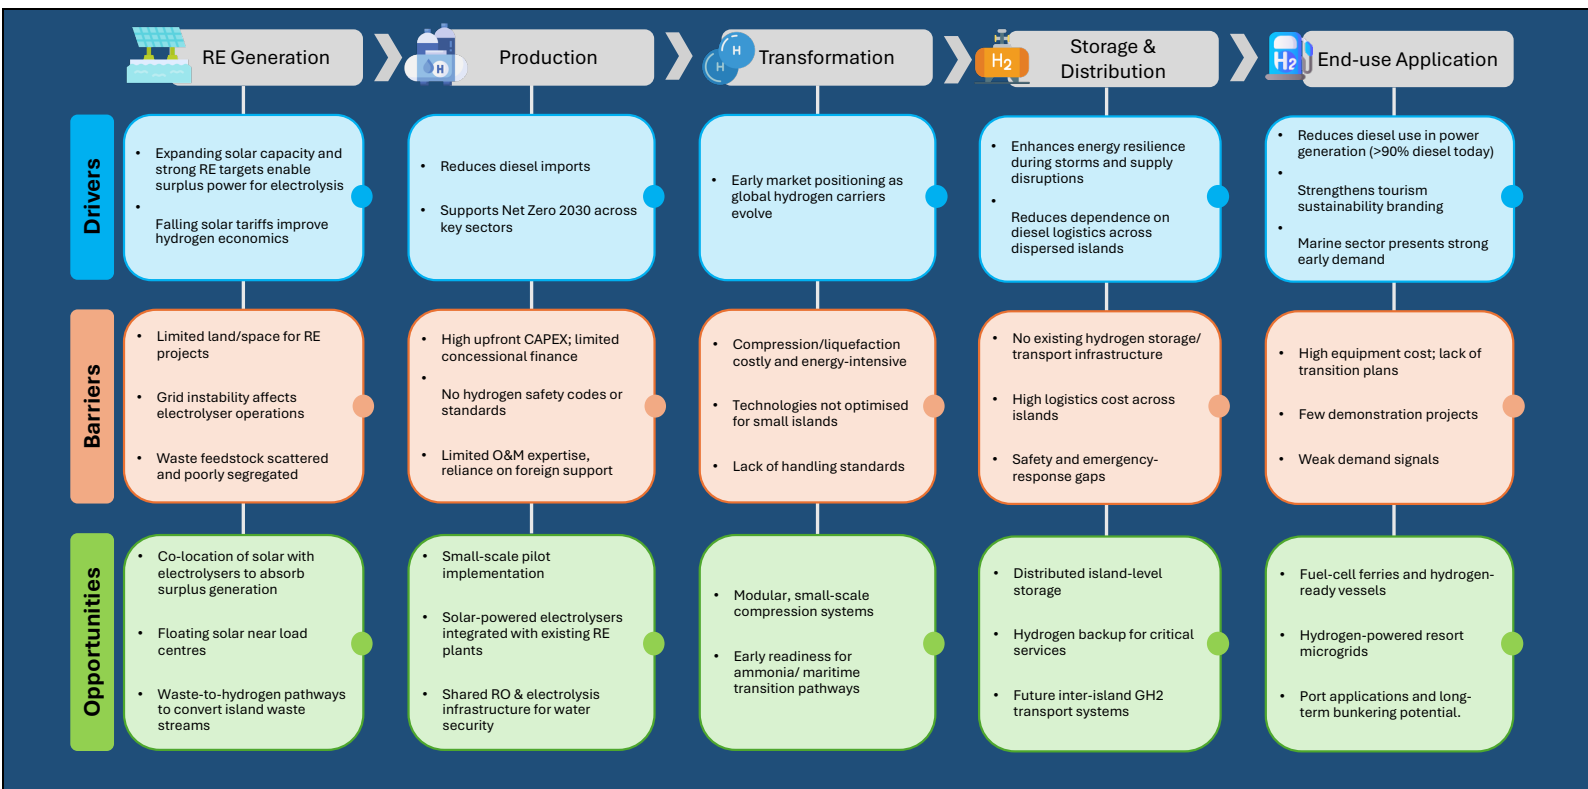 RE Generation
Production
H
H
H
Transformation
H₂
Storage &
Distribution
H₂
End-use Application
Drivers
• Expanding solar capacity and
strong RE targets enable
surplus power for electrolysis
•
Falling solar tariffs improve
hydrogen economics
• Reduces diesel imports
• Supports Net Zero 2030 across
key sectors
• Early market positioning as
global hydrogen carriers
evolve
• Enhances energy resilience
during storms and supply
disruptions
•
Reduces dependence on
diesel logistics across
dispersed islands
• Reduces diesel use in power
generation (>90% diesel today)
•
Strengthens tourism
sustainability branding
•
Marine sector presents strong
early demand
Barriers
• Limited land/space for RE
projects
• Grid instability affects
electrolyser operations
• Waste feedstock scattered
and poorly segregated
• High upfront CAPEX; limited
concessional finance
•
No hydrogen safety codes or
standards
• Limited O&M expertise,
reliance on foreign support
• Compression/liquefaction
costly and energy-intensive
• Technologies not optimised
for small islands
• Lack of handling standards
• No existing hydrogen storage/
transport infrastructure
• High logistics cost across
islands
• Safety and emergency-
response gaps
• High equipment cost; lack of
transition plans
• Few demonstration projects
• Weak demand signals
Opportunities
• Co-location of solar with
electrolysers to absorb
surplus generation
• Floating solar near load
centres
• Waste-to-hydrogen pathways
to convert island waste
streams
• Small-scale pilot
implementation
• Solar-powered electrolysers
integrated with existing RE
plants
• Shared RO & electrolysis
infrastructure for water
security
• Modular, small-scale
compression systems
• Early readiness for
ammonia/ maritime
transition pathways
• Distributed island-level
storage
• Hydrogen backup for critical
services
• Future inter-island GH2
transport systems
• Fuel-cell ferries and hydrogen-
ready vessels
• Hydrogen-powered resort
microgrids
• Port applications and long-
term bunkering potential.